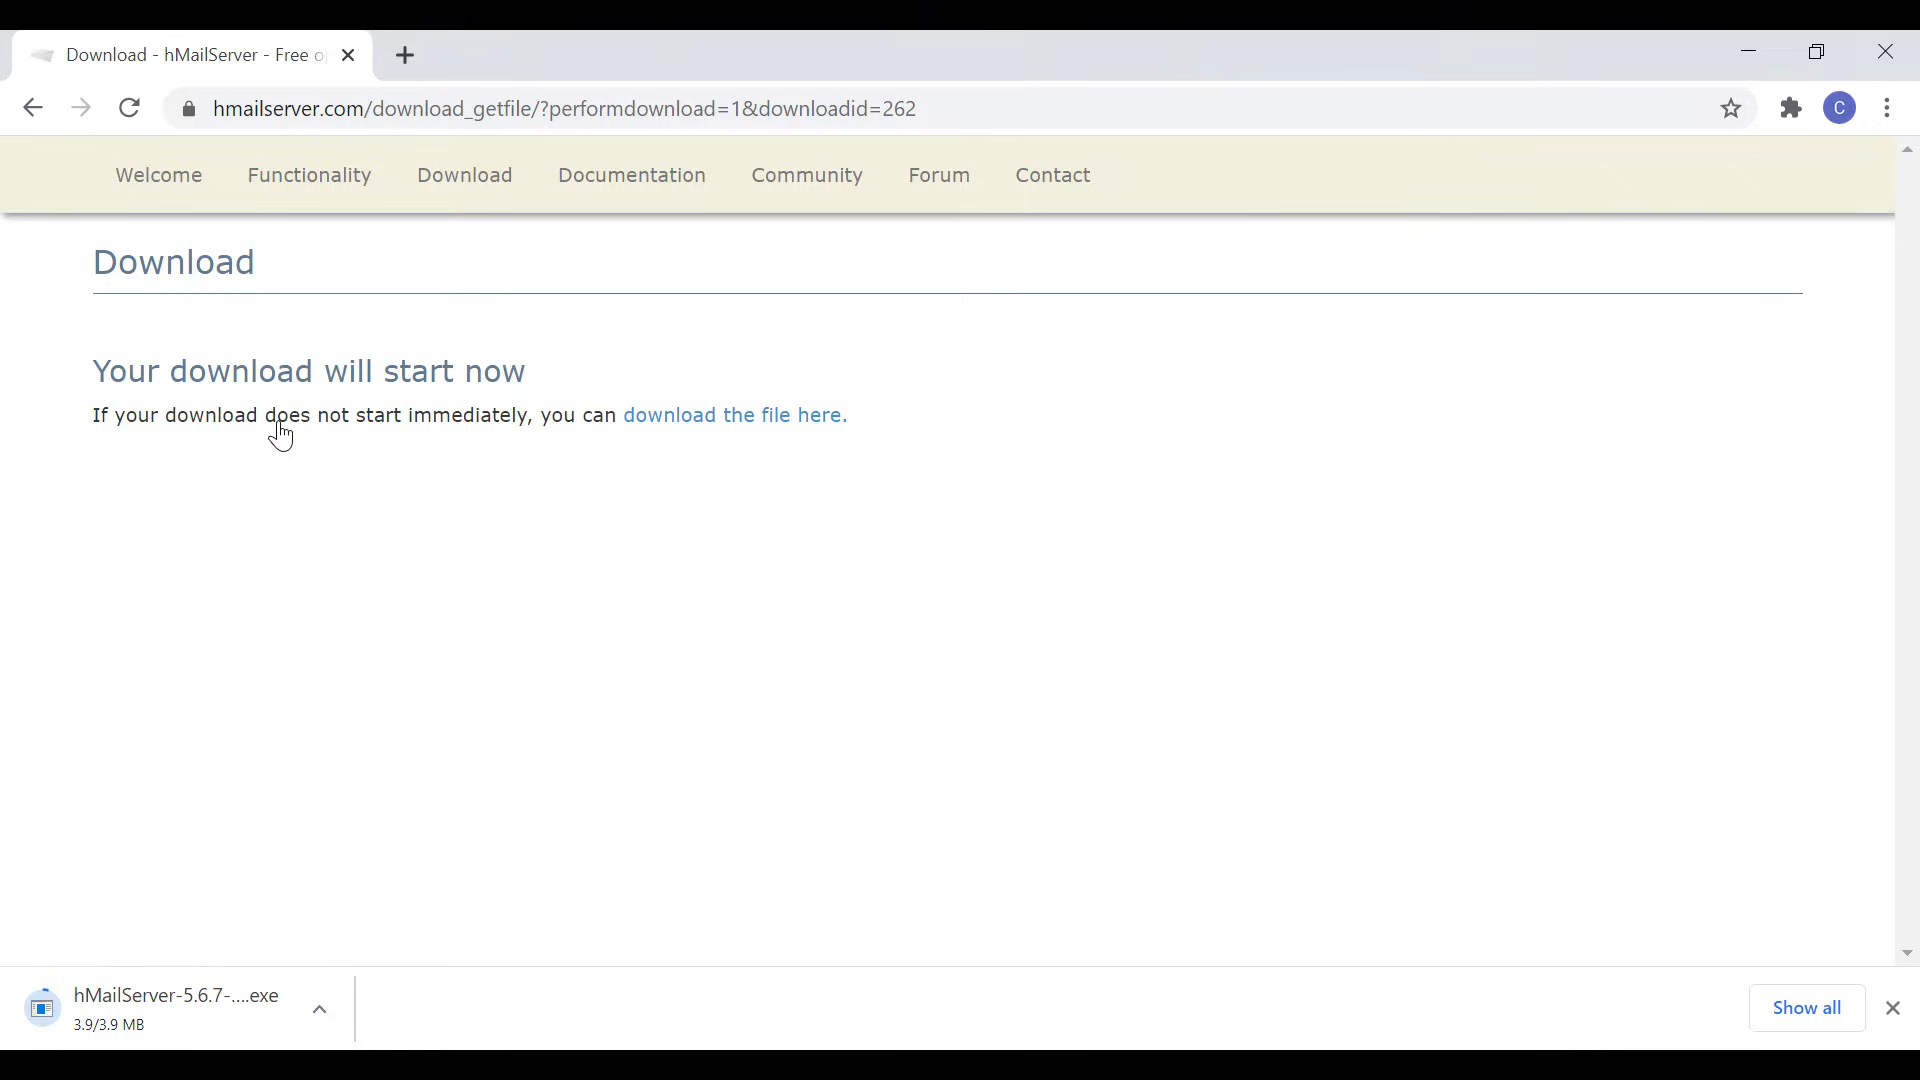 Download - hMailServer - Free o
hmailserver.com/download_getfile/?performdownload=1&downloadid=262
C
Welcome Functionality Download Documentation Community Forum Contact
Download
Your download will start now
If your download does not start immediately, you can download the file here.
hMailServer-5.6.7-....exe
3.9/3.9 MB
Show all